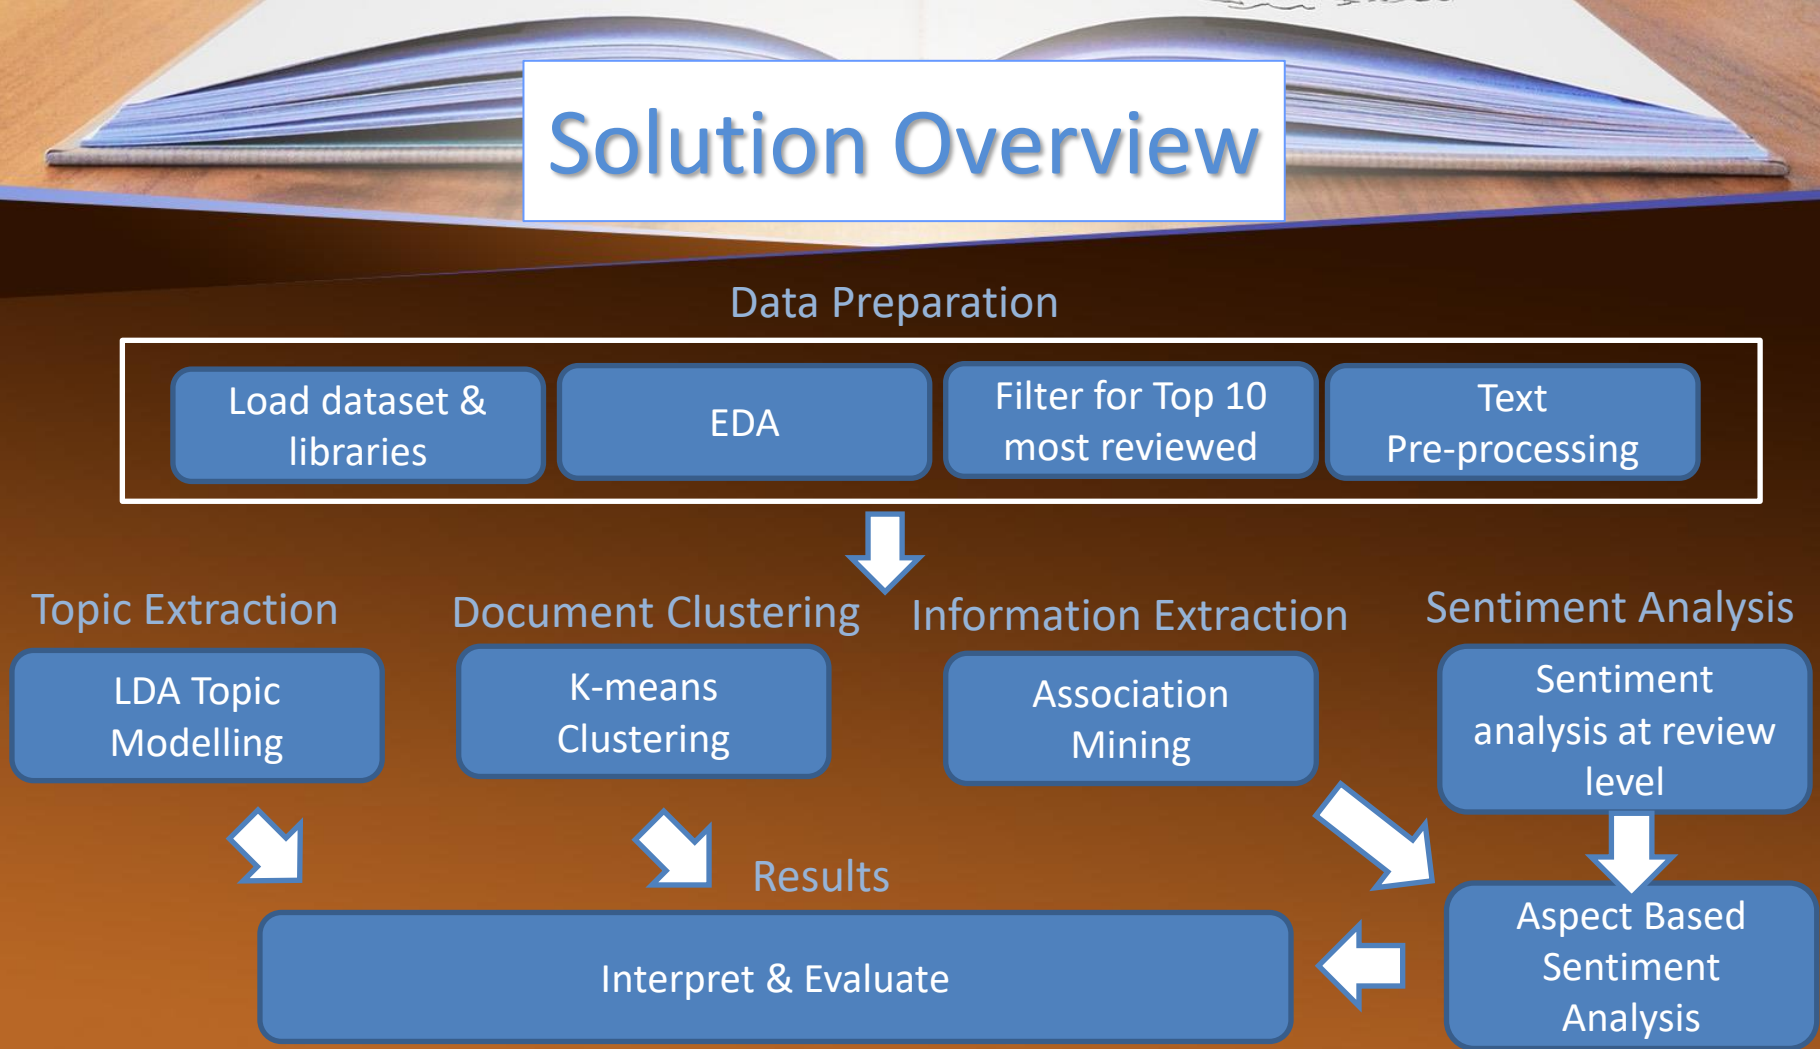 Solution Overview
Data Preparation
Load dataset &
libraries
EDA
Filter for Top 10
most reviewed
Text
Pre-processing
Topic Extraction
LDA Topic
Modelling
Document Clustering
K-means
Clustering
Information Extraction
Association
Mining
Sentiment Analysis
Sentiment
analysis at review
level
Aspect Based
Sentiment
Analysis
Results
Interpret & Evaluate